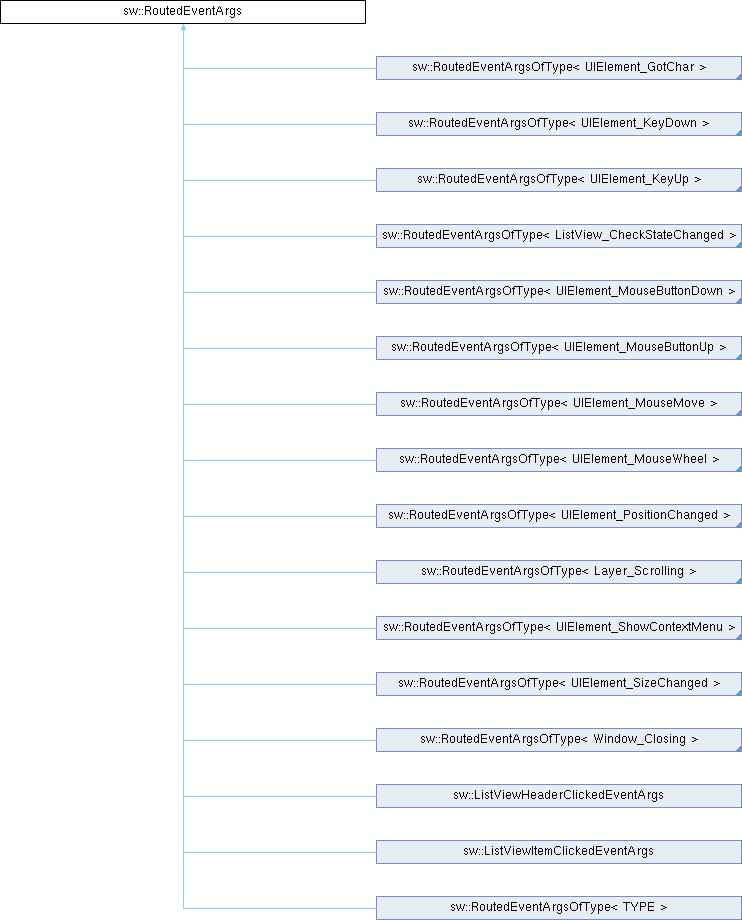 sw::RoutedEventArgs
sw::RoutedEventArgsOfType< UIElement_GotChar >
sw::RoutedEventArgsOfType< UIElement_KeyDown >
sw::RoutedEventArgsOfType< UIElement_KeyUp >
sw::RoutedEventArgsOfType< ListView_CheckStateChanged >
sw::RoutedEventArgsOfType< UIElement_MouseButtonDown >
sw::RoutedEventArgsOfType< UIElement_MouseButtonUp >
sw::RoutedEventArgsOfType< UIElement_MouseMove >
sw::RoutedEventArgsOfType< UIElement_MouseWheel >
sw::RoutedEventArgsOfType< UIElement_PositionChanged >
sw::RoutedEventArgsOfType< Layer_Scrolling >
sw::RoutedEventArgsOfType< UIElement_ShowContextMenu >
sw::RoutedEventArgsOfType< UIElement_SizeChanged >
sw::RoutedEventArgsOfType< Window_Closing >
sw::ListViewHeaderClickedEventArgs
sw::ListViewItemClickedEventArgs
sw::RoutedEventArgsOfType< TYPE >